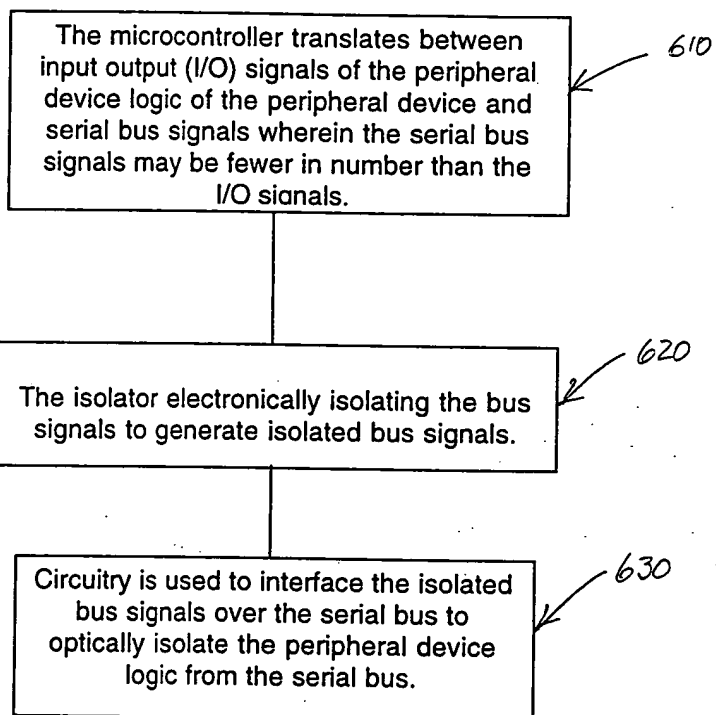 The microcontroller translates between
input output (I/O) signals of the peripheral
device logic of the peripheral device and
serial bus signals wherein the serial bus
signals may be fewer in number than the
I/O signals.
610
The isolator electronically isolating the bus
signals to generate isolated bus signals.
620
Circuitry is used to interface the isolated
bus signals over the serial bus to
optically isolate the peripheral device
logic from the serial bus.
630